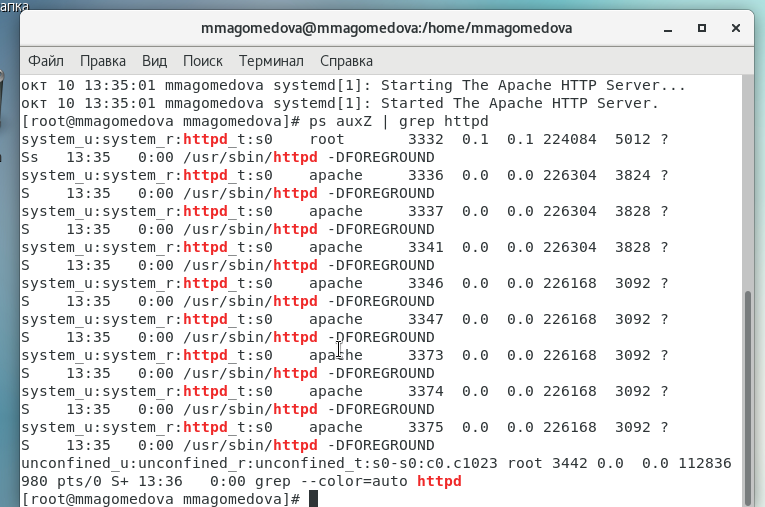 апка
mmagomedova@mmagomedova:/home/mmagomedova
Файл Правка Вид Поиск Терминал Справка
окт 10 13:35:01 mmagomedova systemd[1]: Starting The Apache HTTP Server...
окт 10 13:35:01 mmagomedova systemd[1]: Started The Apache HTTP Server.
[root@mmagomedova mmagomedova]# ps auxZ | grep httpd
system_u:system_r:httpd_t:s0    root       3332  0.1  0.1 224084  5012 ?
Ss   13:35   0:00 /usr/sbin/httpd -DFOREGROUND
system_u:system_r:httpd_t:s0    apache     3336  0.0  0.0 226304  3824 ?
S    13:35   0:00 /usr/sbin/httpd -DFOREGROUND
system_u:system_r:httpd_t:s0    apache     3337  0.0  0.0 226304  3828 ?
S    13:35   0:00 /usr/sbin/httpd -DFOREGROUND
system_u:system_r:httpd_t:s0    apache     3341  0.0  0.0 226304  3828 ?
S    13:35   0:00 /usr/sbin/httpd -DFOREGROUND
system_u:system_r:httpd_t:s0    apache     3346  0.0  0.0 226168  3092 ?
S    13:35   0:00 /usr/sbin/httpd -DFOREGROUND
system_u:system_r:httpd_t:s0    apache     3347  0.0  0.0 226168  3092 ?
S    13:35   0:00 /usr/sbin/httpd -DFOREGROUND
system_u:system_r:httpd_t:s0    apache     3373  0.0  0.0 226168  3092 ?
S    13:35   0:00 /usr/sbin/httpd -DFOREGROUND
system_u:system_r:httpd_t:s0    apache     3374  0.0  0.0 226168  3092 ?
S    13:35   0:00 /usr/sbin/httpd -DFOREGROUND
system_u:system_r:httpd_t:s0    apache     3375  0.0  0.0 226168  3092 ?
S    13:35   0:00 /usr/sbin/httpd -DFOREGROUND
unconfined_u:unconfined_r:unconfined_t:s0-s0:c0.c1023 root 3442 0.0  0.0 112836
980 pts/0 S+ 13:36   0:00 grep --color=auto httpd
[root@mmagomedova mmagomedova]#